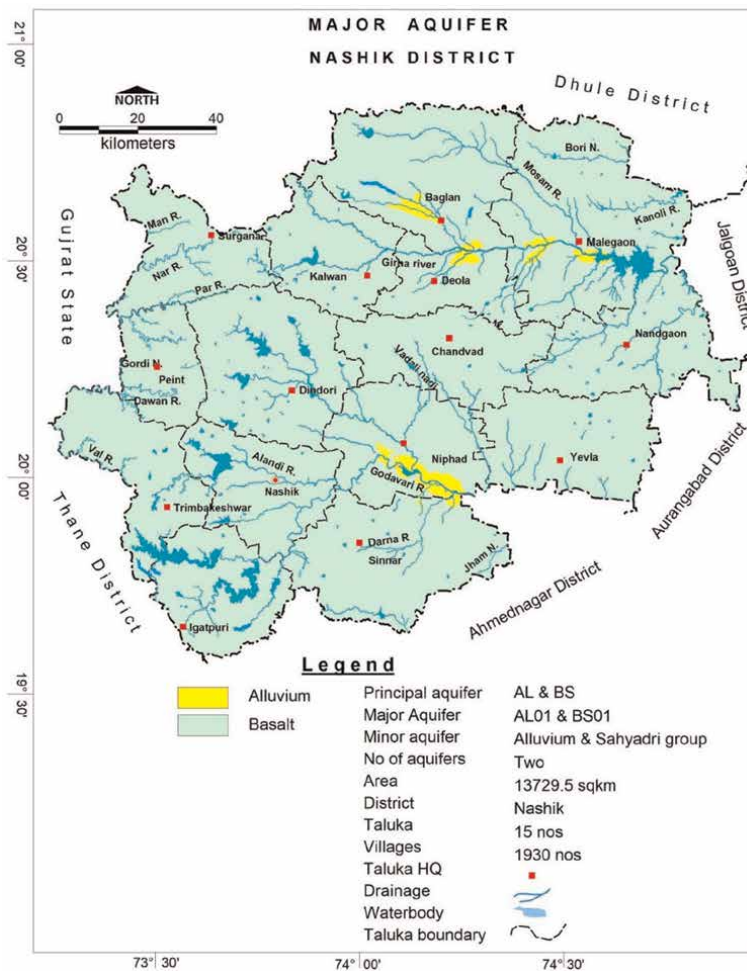 MAJOR AQUIFER
NASHIK DISTRICT
21° 00'
20° 30'
20° 00'
19° 30'
NORTH
0 20 40
kilometers
Dhule District
Gujrat State
Jalgoan District
Aurangabad District
Ahmednagar District
Thane District
Bori N.
Mosam R.
Baglan
Kanoli R.
Man R.
Surganar
Malegaon
Nar R.
Kalwan
Girna river
Deola
Par R.
Chandvad
Nandgaon
Vadali nadi
Gordi N.
Peint
Dindori
Dawan R.
Niphad
Yevla
Val R.
Alandi R.
Nashik
Godavari R.
Trimbakeshwar
Darna R
Sinnar
Jham N.
Igatpuri
Legend
Alluvium
Basalt
Principal aquifer AL & BS
Major Aquifer AL01 & BS01
Minor aquifer Alluvium & Sahyadri group
No of aquifers Two
Area 13729.5 sqkm
District Nashik
Taluka 15 nos
Villages 1930 nos
Taluka HQ
Drainage
Waterbody
Taluka boundary
73° 30' 74° 00' 74° 30'